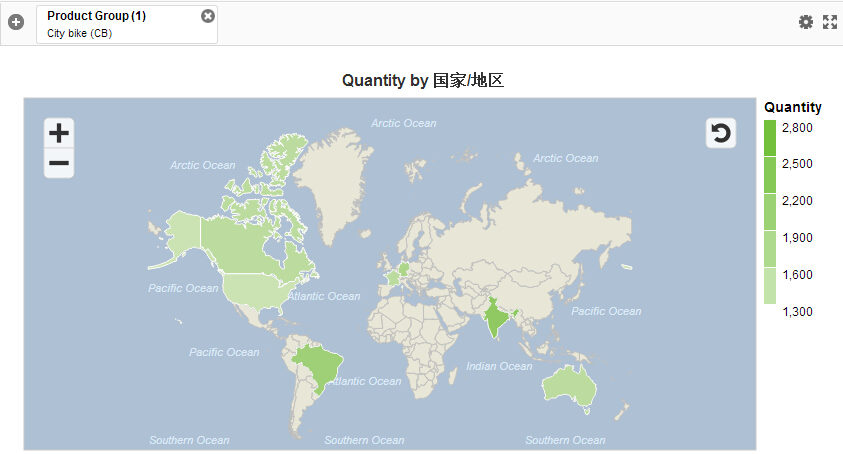 Product Group (1)
City bike (CB)
Quantity by 国家/地区
Quantity
2,800
2,500
2,200
1,900
1,600
1,300
Arctic Ocean
Arctic Ocean
Arctic Ocean
Pacific Ocean
Atlantic Ocean
Pacific Ocean
Pacific Ocean
Atlantic Ocean
Indian Ocean
Southern Ocean
Southern Ocean
Southern Ocean